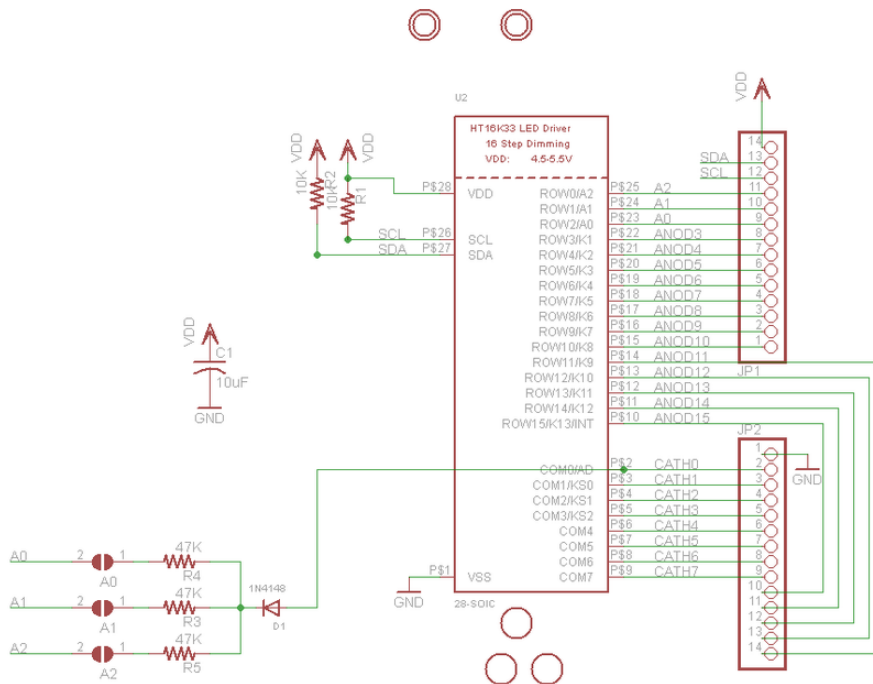 U2
HT16K33 LED Driver
16 Step Dimming
VDD: 4.5-5.5V
VDD
VDD
10K
R2
10K
R1
SCL
SDA
P$28
P$26
P$27
VDD
SCL
SDA
ROW0/A2
ROW1/A1
ROW2/A0
ROW3/K1
ROW4/K2
ROW5/K3
ROW6/K4
ROW7/K5
ROW8/K6
ROW9/K7
ROW10/K8
ROW11/K9
ROW12/K10
ROW13/K11
ROW14/K12
ROW15/K13/INT
COM0/AD
COM1/KS0
COM2/KS1
COM3/KS2
COM4
COM5
COM6
COM7
P$25 A2
P$24 A1
P$23 A0
P$22 ANOD3
P$21 ANOD4
P$20 ANOD5
P$19 ANOD6
P$18 ANOD7
P$17 ANOD8
P$16 ANOD9
P$15 ANOD10
P$14 ANOD11
P$13 ANOD12
P$12 ANOD13
P$11 ANOD14
P$10 ANOD15
P$2 CATH0
P$3 CATH1
P$4 CATH2
P$5 CATH3
P$6 CATH4
P$7 CATH5
P$8 CATH6
P$9 CATH7
VDD
SDA
SCL
14
13
12
11
10
9
8
7
6
5
4
3
2
1
JP1
JP2
1
2
3
4
5
6
7
8
9
10
11
12
13
14
GND
VDD
C1
10uF
GND
A0
2 1
A0
47K
R4
A1
2 1
A1
47K
R3
A2
2 1
A2
47K
R5
1N4148
D1
P$1
VSS
GND
28-SOIC